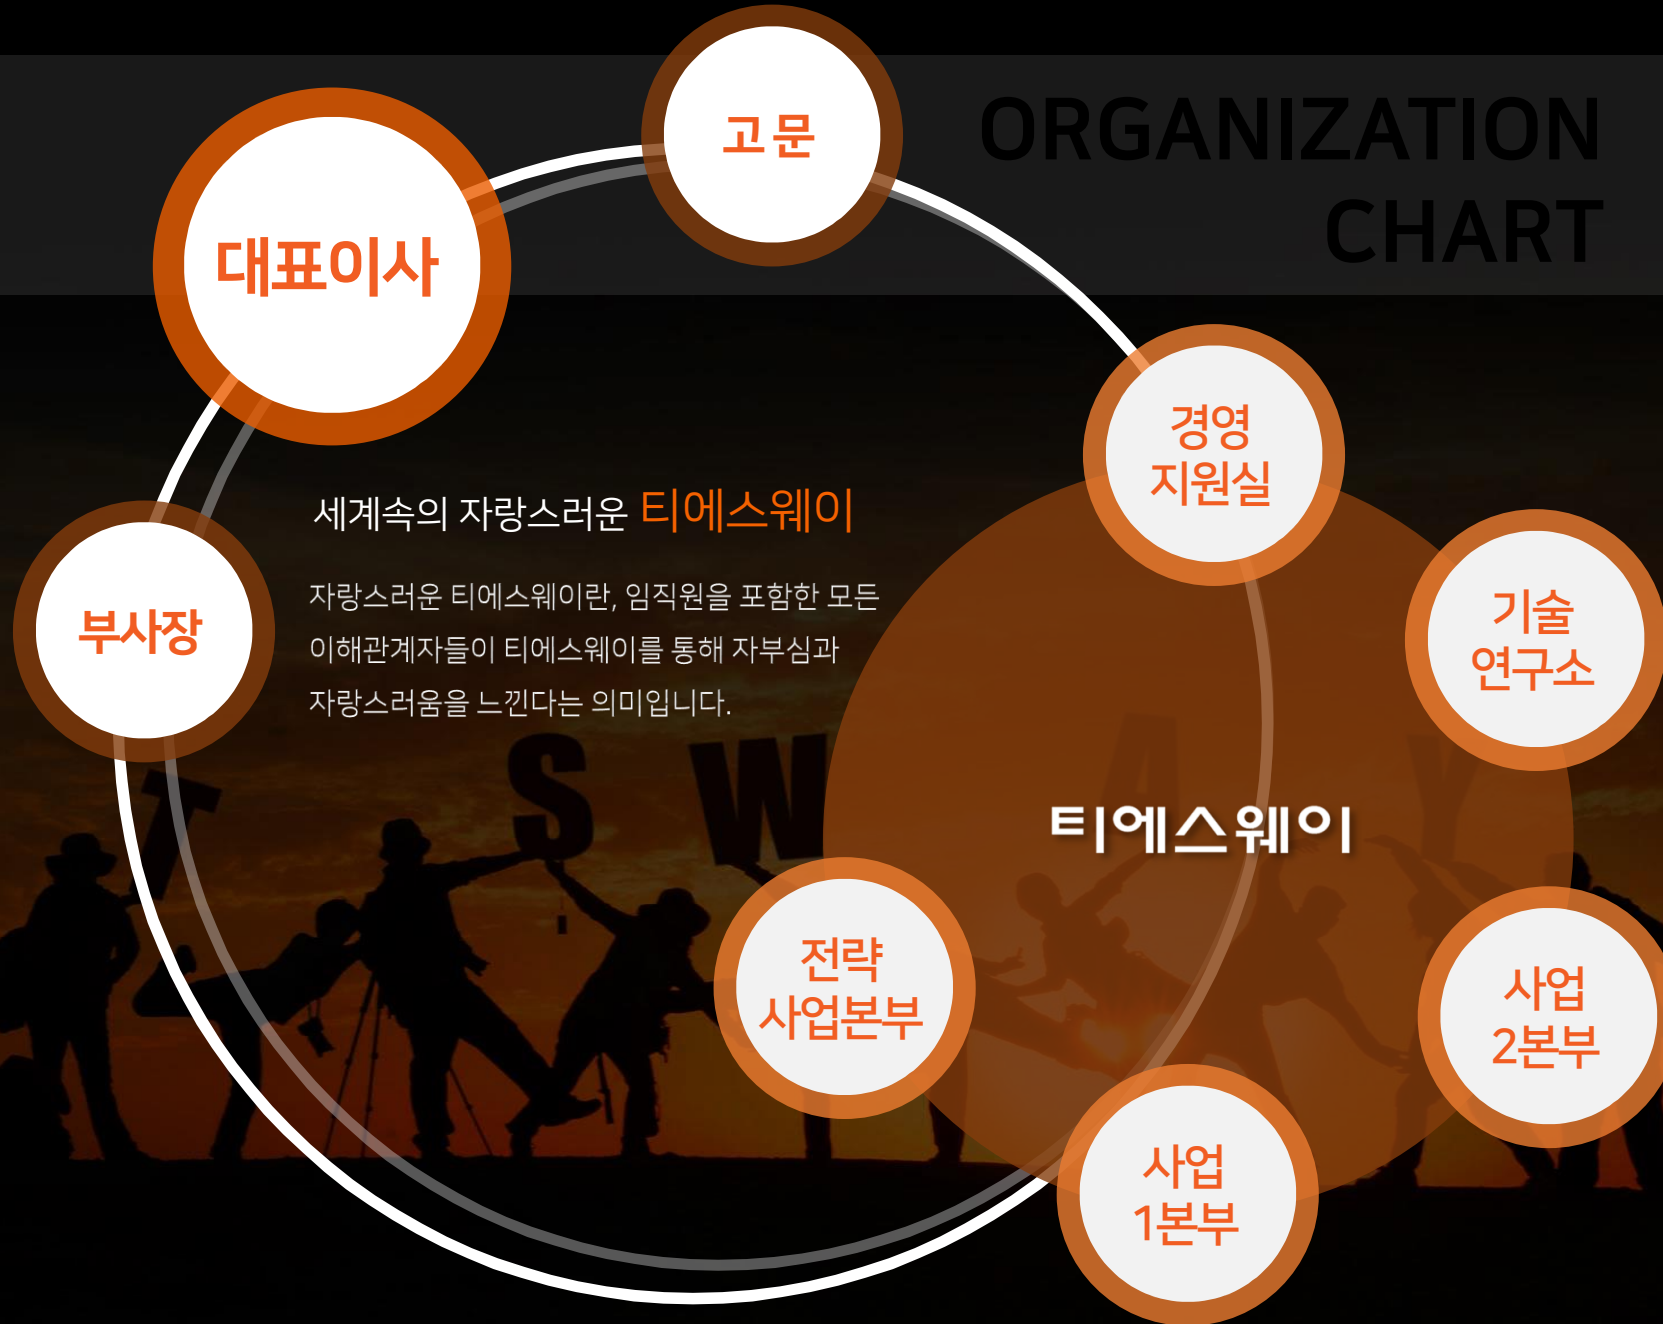 고문
ORGANIZATION
CHART
대표이사
경영
지원실
세계속의 자랑스러운 티에스웨이
자랑스러운 티에스웨이란, 임직원을 포함한 모든
이해관계자들이 티에스웨이를 통해 자부심과
자랑스러움을 느낀다는 의미입니다.
부사장
기술
연구소
T S W A Y
티에스웨이
전략
사업본부
사업
2본부
사업
1본부